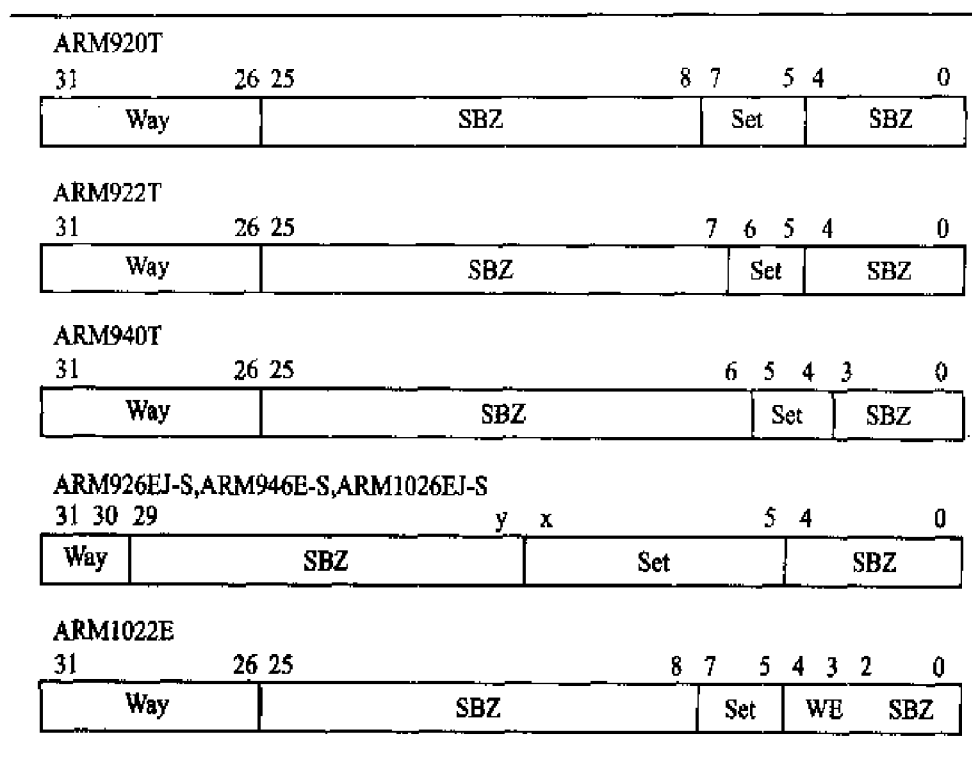 ARM920T
31 26 25 8 7 5 4 0
Way SBZ Set SBZ
ARM922T
31 26 25 7 6 5 4 0
Way SBZ Set SBZ
ARM940T
31 26 25 6 5 4 3 0
Way SBZ Set SBZ
ARM926EJ-S,ARM946E-S,ARM1026EJ-S
31 30 29 y x 5 4 0
Way SBZ Set SBZ
ARM1022E
31 26 25 8 7 5 4 3 2 0
Way SBZ Set WE SBZ